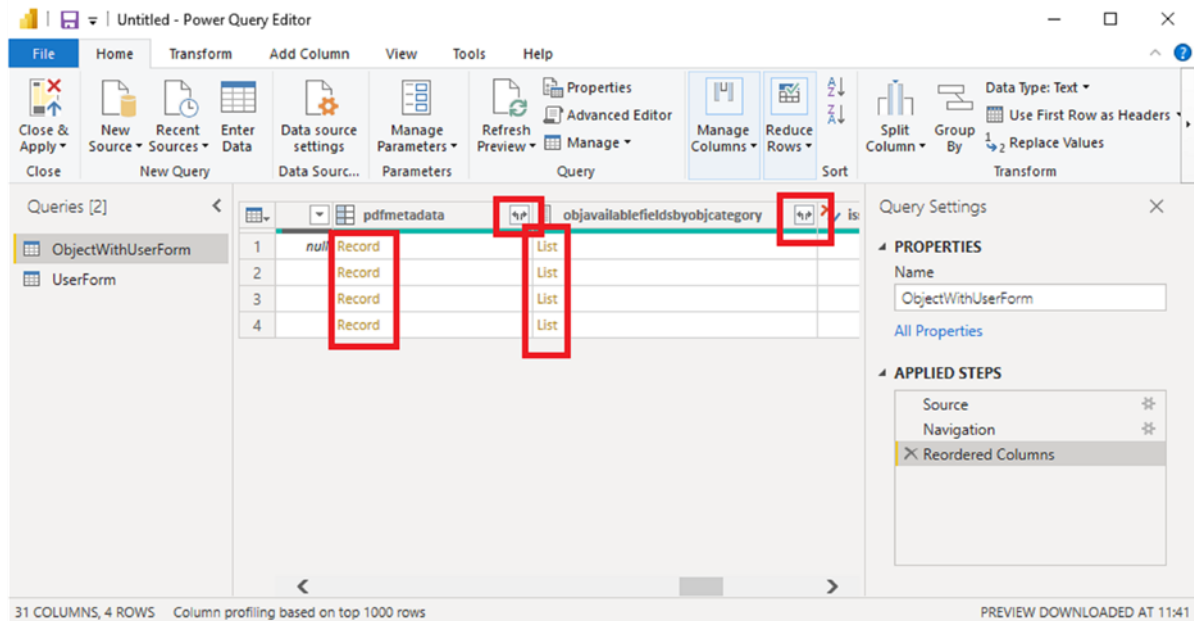 Untitled - Power Query Editor
File Home Transform Add Column View Tools Help
Close & Apply
New Source
Recent Sources
Enter Data
Data source settings
Manage Parameters
Refresh Preview
Properties
Advanced Editor
Manage
Manage Columns
Reduce Rows
Split Column
Group By
Data Type: Text
Use First Row as Headers
Replace Values
Close
New Query
Data Sourc...
Parameters
Query
Sort
Transform
Queries [2]
ObjectWithUserForm
UserForm
pdfmetadata objavailablefieldsbyobjcategory is
1 null Record List
2 Record List
3 Record List
4 Record List
Query Settings
PROPERTIES
Name
ObjectWithUserForm
All Properties
APPLIED STEPS
Source
Navigation
Reordered Columns
31 COLUMNS, 4 ROWS Column profiling based on top 1000 rows
PREVIEW DOWNLOADED AT 11:41